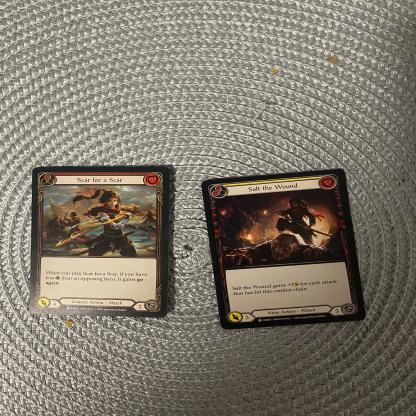 Scar for a Scar
When you play Scar for a Scar, if you have
less than an opposing hero, it gains go
again.
Generic Action - Attack
Salt the Wound
Salt the Wound gains +1 for each attack
that has hit this combat chain.
Ninja Action - Attack